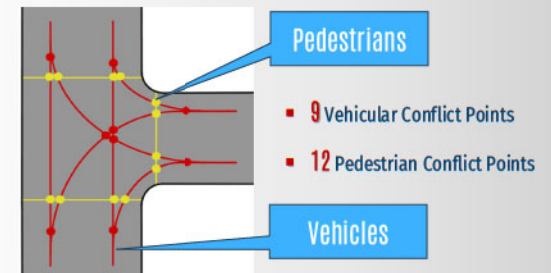 Pedestrians
9 Vehicular Conflict Points
12 Pedestrian Conflict Points
Vehicles